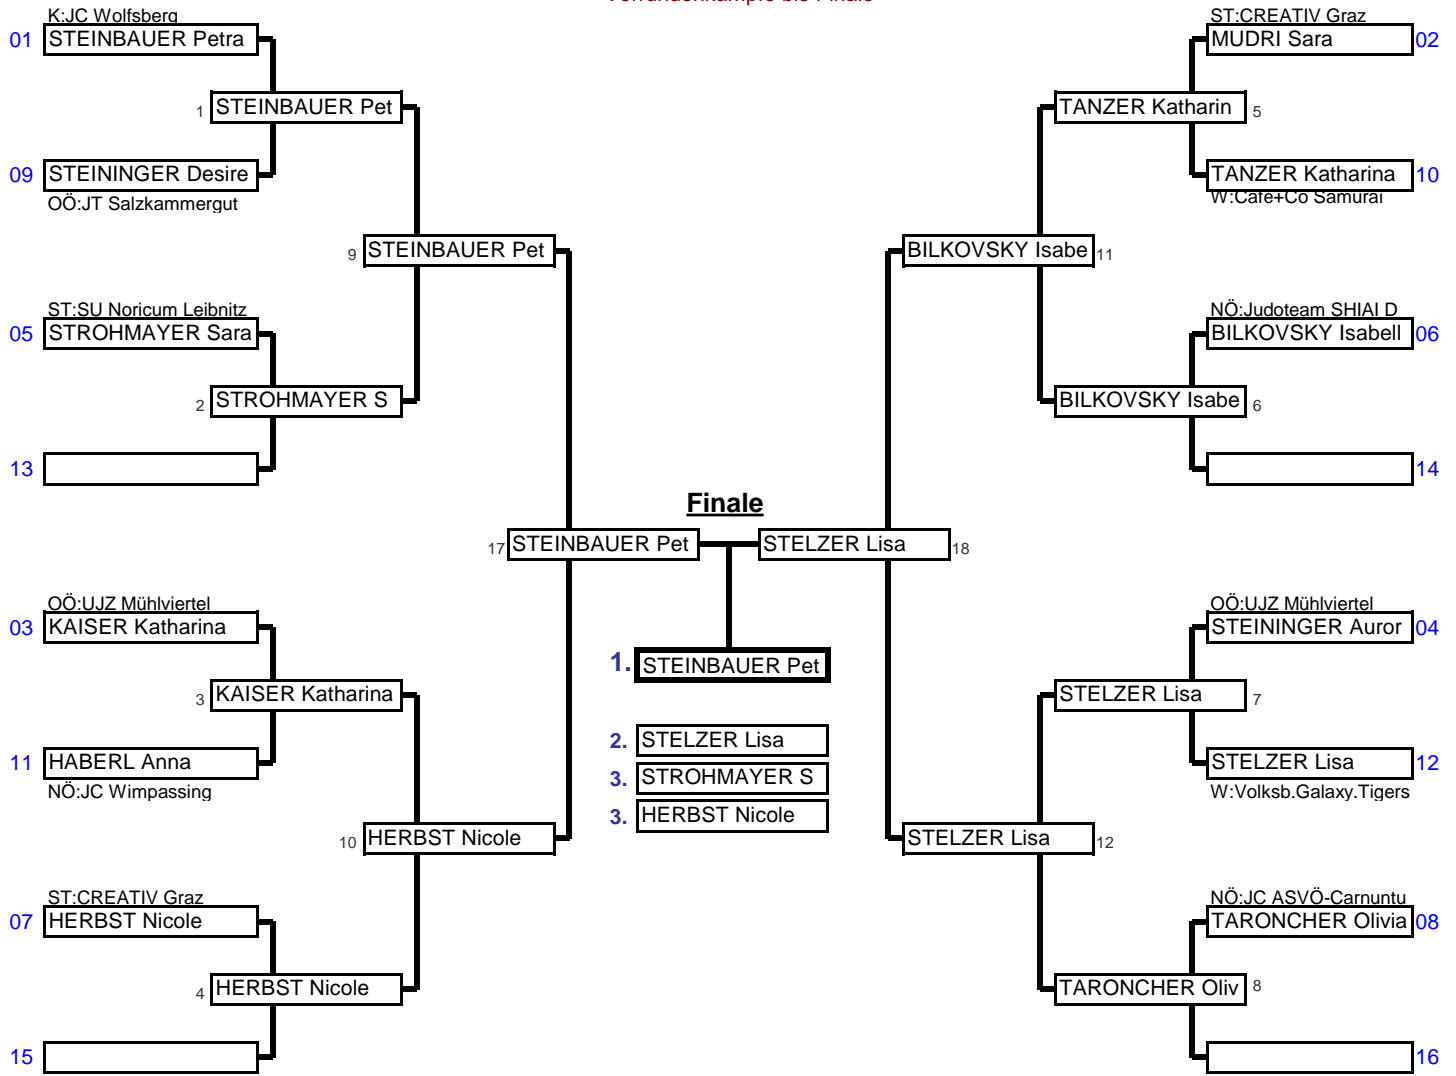 Vorrundenkämpfe bis Finale
K:JC Wolfsberg
01 STEINBAUER Petra
1 STEINBAUER Pet
09 STEININGER Desire
OÖ:JT Salzkammergut
9 STEINBAUER Pet
ST:SU Noricum Leibnitz
05 STROHMAYER Sara
2 STROHMAYER S
13
17 STEINBAUER Pet
OÖ:UJZ Mühlviertel
03 KAISER Katharina
3 KAISER Katharina
11 HABERL Anna
NÖ:JC Wimpassing
10 HERBST Nicole
ST:CREATIV Graz
07 HERBST Nicole
4 HERBST Nicole
15
Finale
1. STEINBAUER Pet
2. STELZER Lisa
3. STROHMAYER S
3. HERBST Nicole
ST:CREATIV Graz
MUDRI Sara 02
TANZER Katharin 5
TANZER Katharina 10
W:Cafe+Co Samurai
BILKOVSKY Isabe 11
NÖ:Judoteam SHIAI D
BILKOVSKY Isabell 06
BILKOVSKY Isabe 6
14
STELZER Lisa 18
OÖ:UJZ Mühlviertel
STEININGER Auror 04
STELZER Lisa 7
STELZER Lisa 12
W:Volksb.Galaxy.Tigers
STELZER Lisa 12
NÖ:JC ASVÖ-Carnuntu
TARONCHER Olivia 08
TARONCHER Oliv 8
16